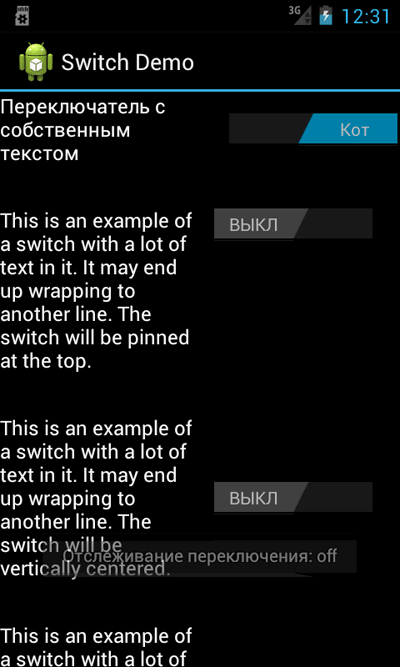 3G 12:31
Switch Demo
Переключатель с
собственным
текстом
Кот
This is an example of
a switch with a lot of
text in it. It may end
up wrapping to
another line. The
switch will be pinned
at the top.
ВЫКЛ
This is an example of
a switch with a lot of
text in it. It may end
up wrapping to
another line. The
switch will be
vertically centered.
ВЫКЛ
Отслеживание переключения: off
This is an example of
a switch with a lot of